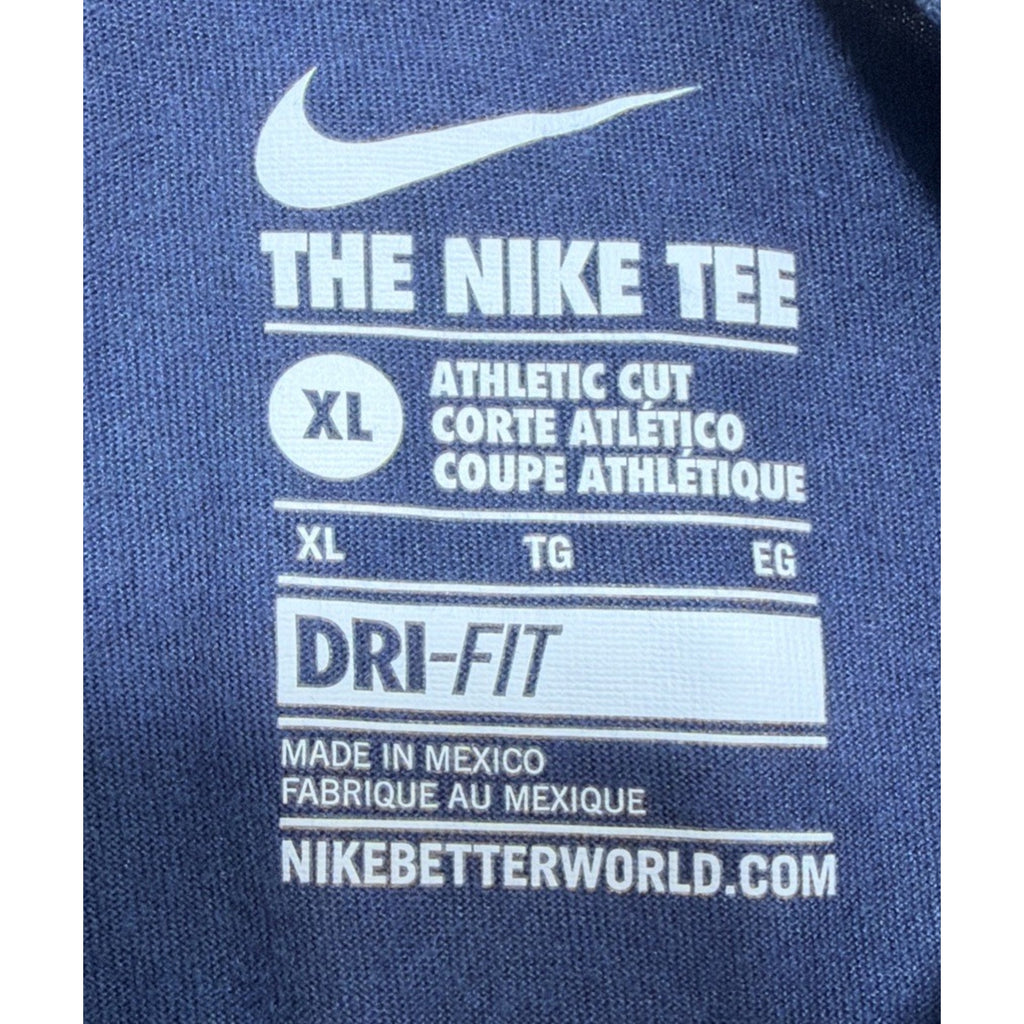 THE NIKE TEE
XL
ATHLETIC CUT
CORTE ATLÉTICO
COUPE ATHLÉTIQUE
XL TG EG
DRI-FIT
MADE IN MEXICO
FABRIQUE AU MEXIQUE
NIKEBETTERWORLD.COM